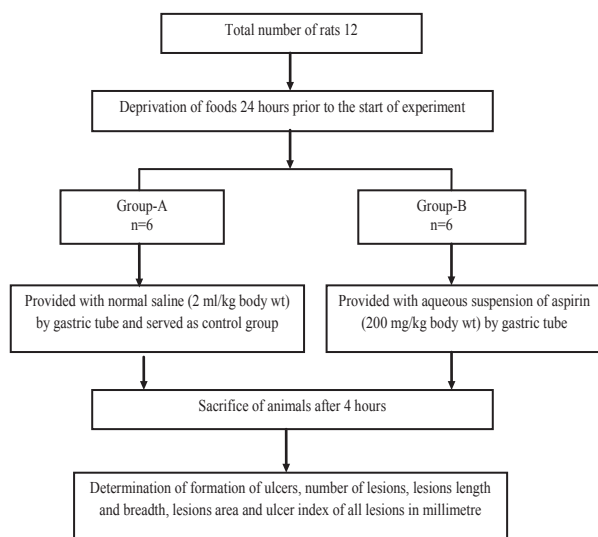 Total number of rats 12
Deprivation of foods 24 hours prior to the start of experiment
Group-A
n=6
Group-B
n=6
Provided with normal saline (2 ml/kg body wt)
by gastric tube and served as control group
Provided with aqueous suspension of aspirin
(200 mg/kg body wt) by gastric tube
Sacrifice of animals after 4 hours
Determination of formation of ulcers, number of lesions, lesions length
and breadth, lesions area and ulcer index of all lesions in millimetre